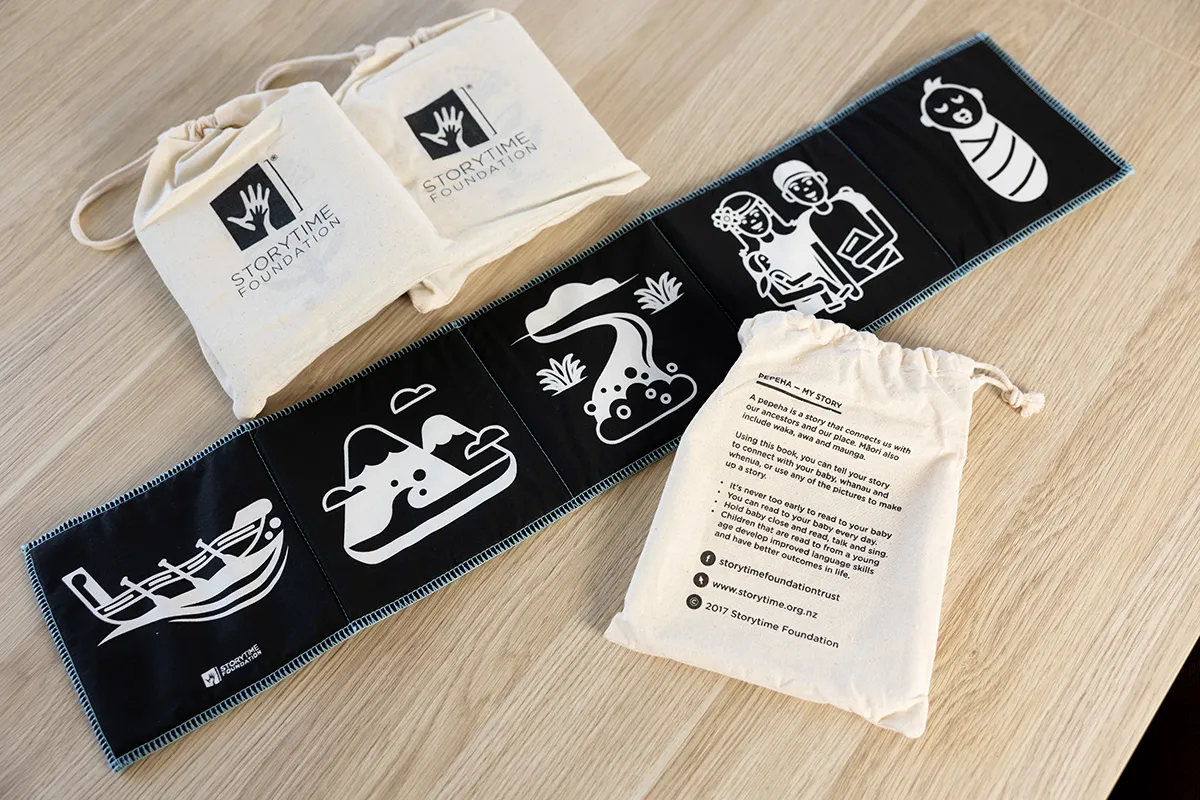 STORYTIME
FOUNDATION
STORYTIME
FOUNDATION
PEPEHA – MY STORY
A pepeha is a story that connects us with
our ancestors and our place. Māori also
include waka, awa and maunga.
Using this book, you can tell your story
to connect with your baby, whanau and
whenua, or use any of the pictures to make
up a story.
• It's never too early to read to your baby
• You can read to your baby every day.
• Hold baby close and read, talk and sing.
• Children that are read to from a young
age develop improved language skills
and have better outcomes in life.
f storytimefoundationtrust
www.storytime.org.nz
© 2017 Storytime Foundation
STORYTIME
FOUNDATION